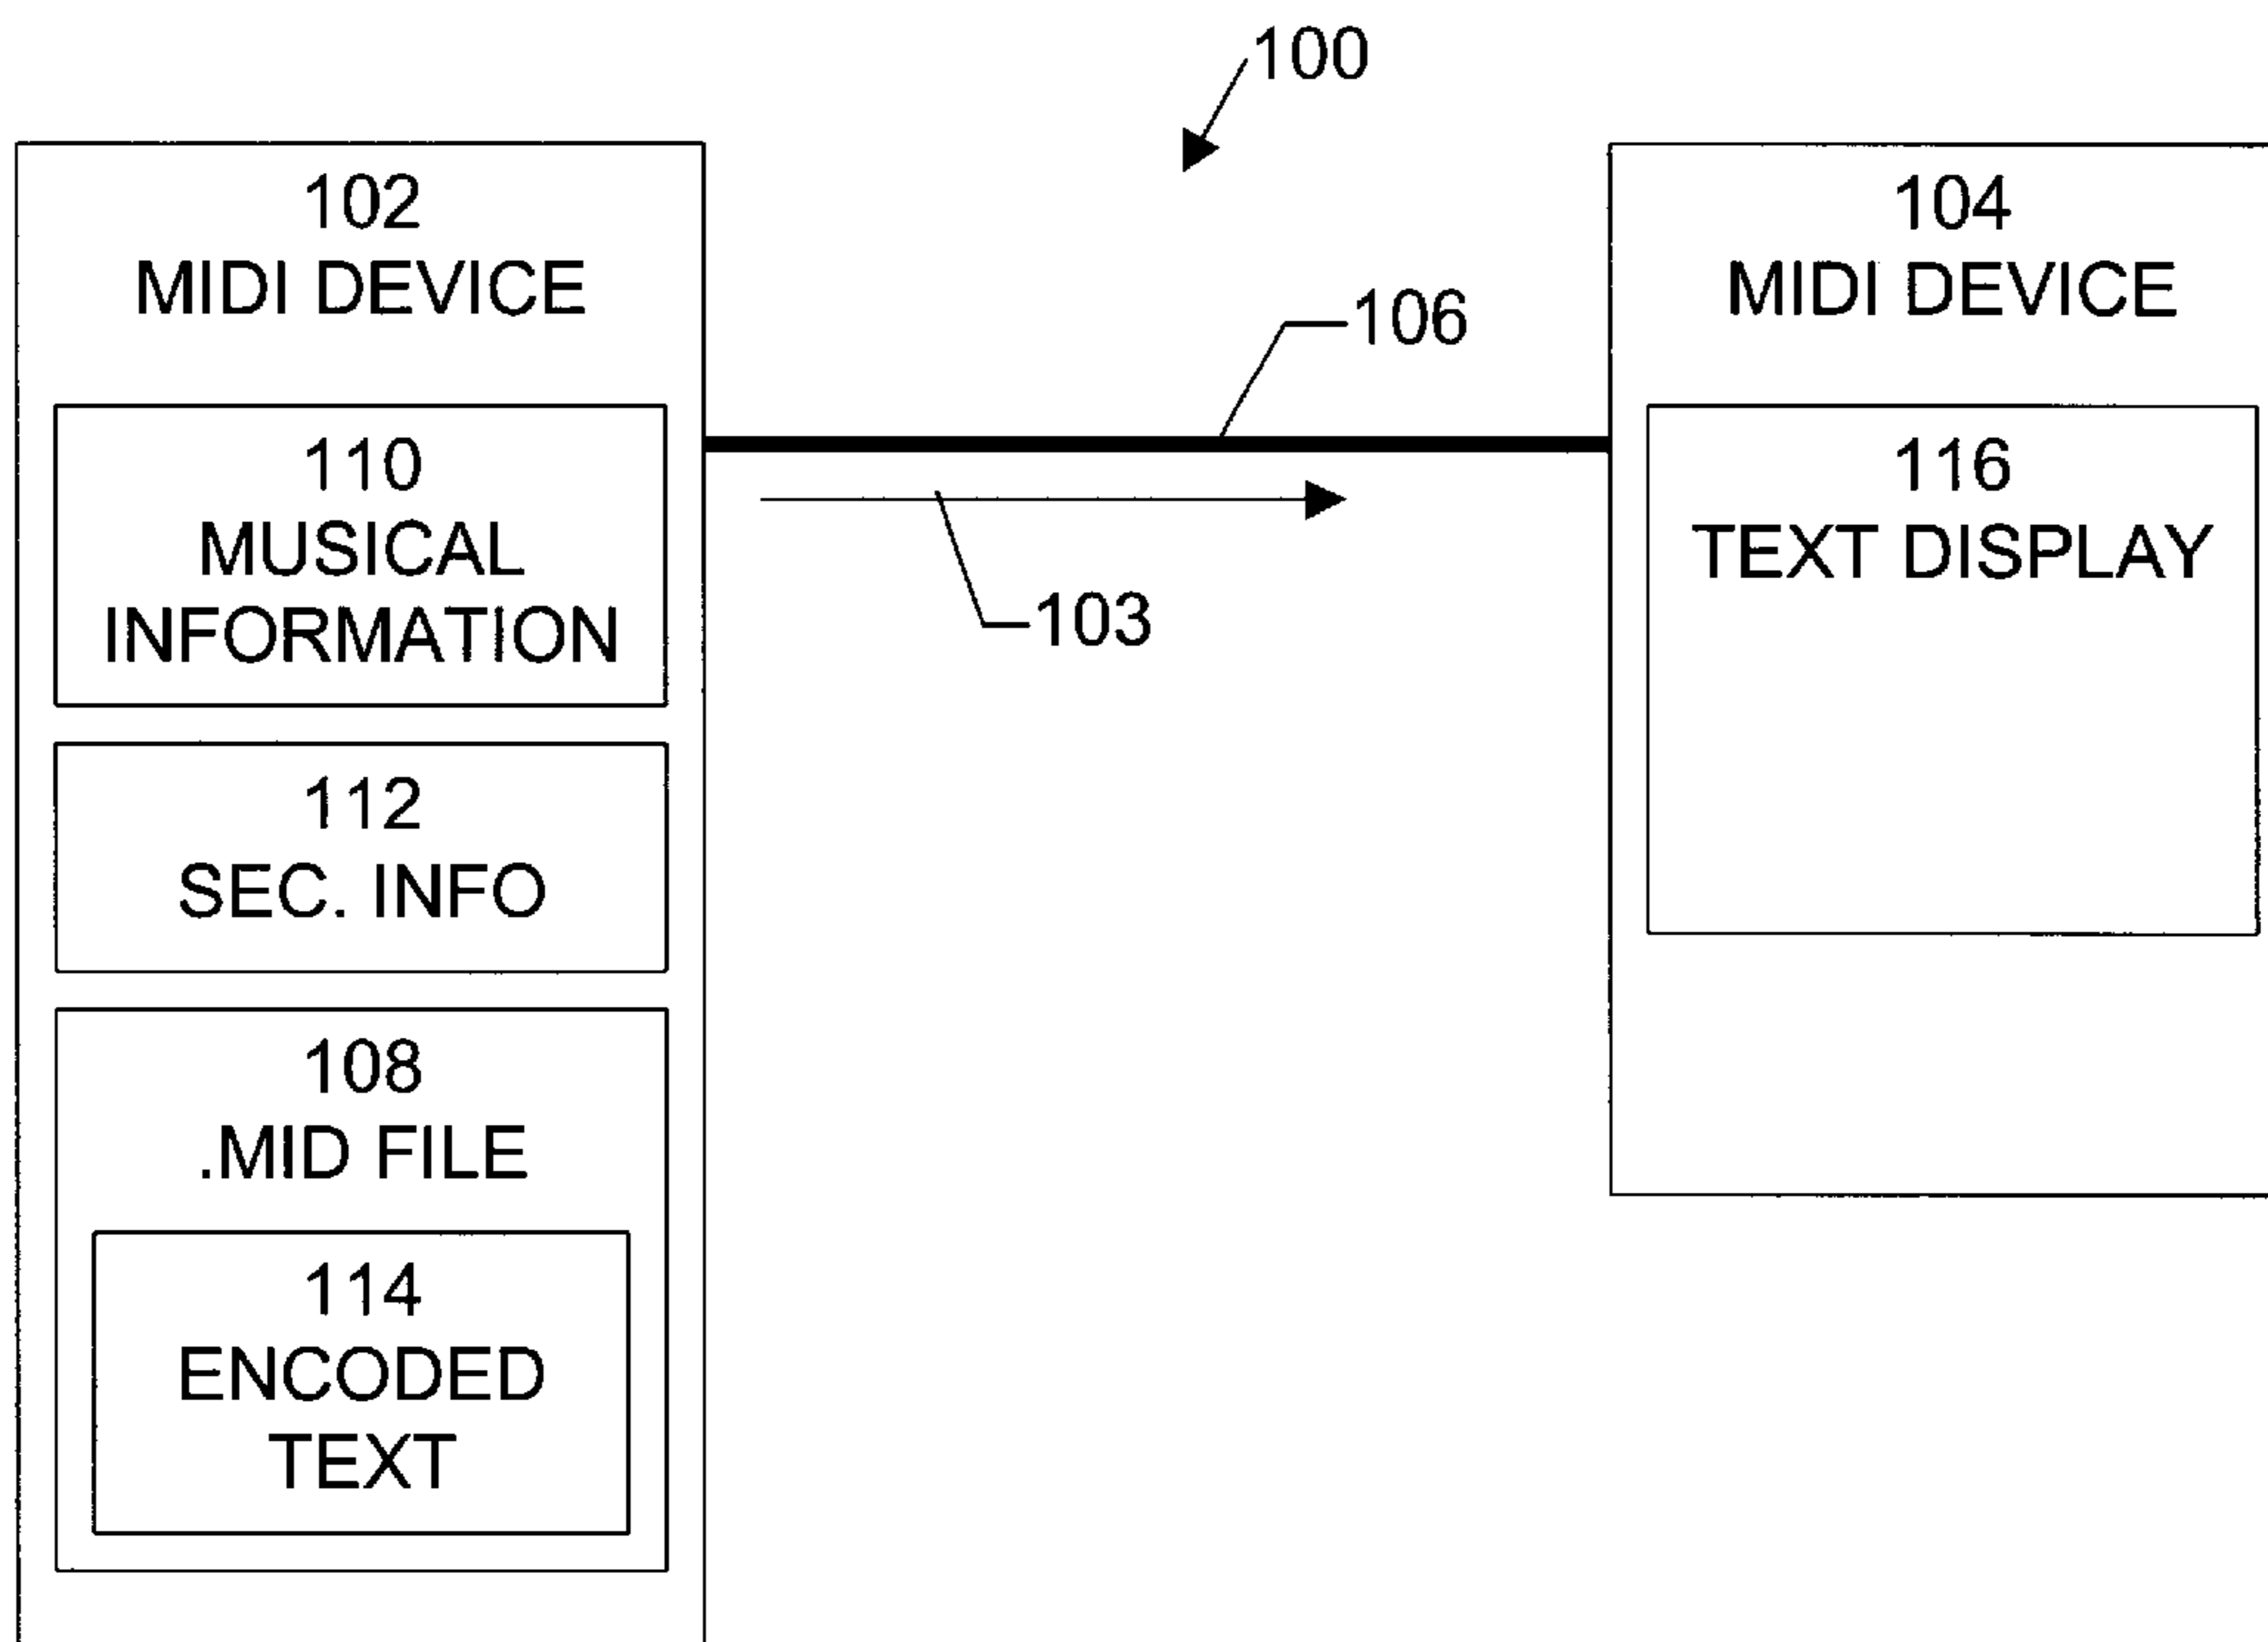 100
102
MIDI DEVICE
110
MUSICAL
INFORMATION
112
SEC. INFO
108
.MID FILE
114
ENCODED
TEXT
106
103
104
MIDI DEVICE
116
TEXT DISPLAY